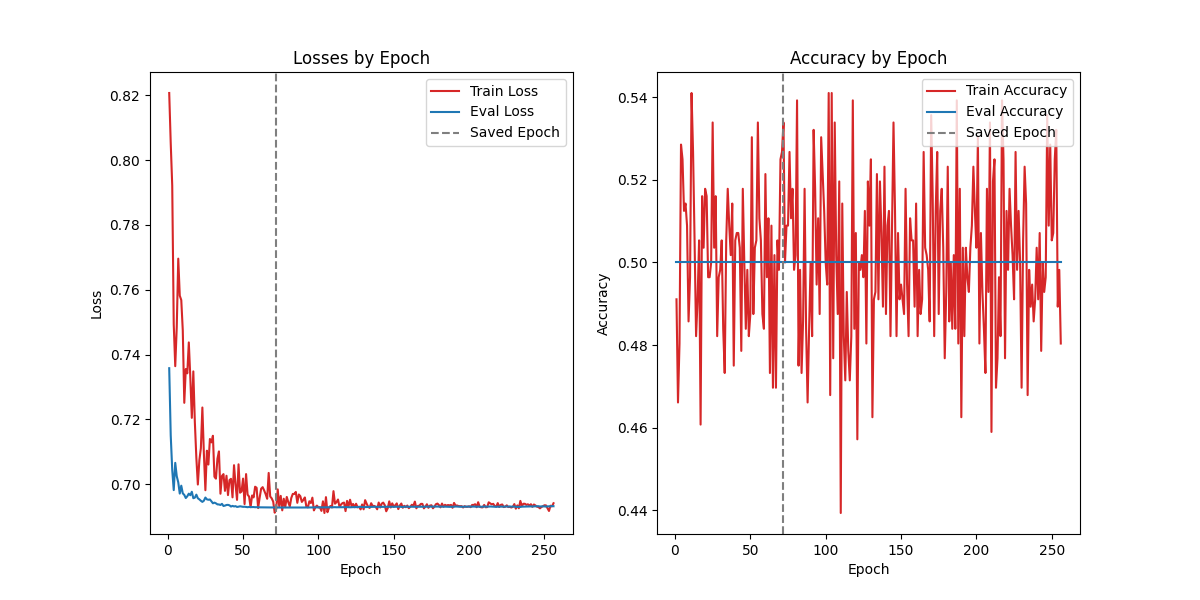 Losses by Epoch
0.82
0.80
0.78
0.76
0.74
0.72
0.70
Loss
0
50
100
150
200
250
Epoch
Train Loss
Eval Loss
Saved Epoch
Accuracy by Epoch
0.54
0.52
0.50
0.48
0.46
0.44
Accuracy
0
50
100
150
200
250
Epoch
Train Accuracy
Eval Accuracy
Saved Epoch